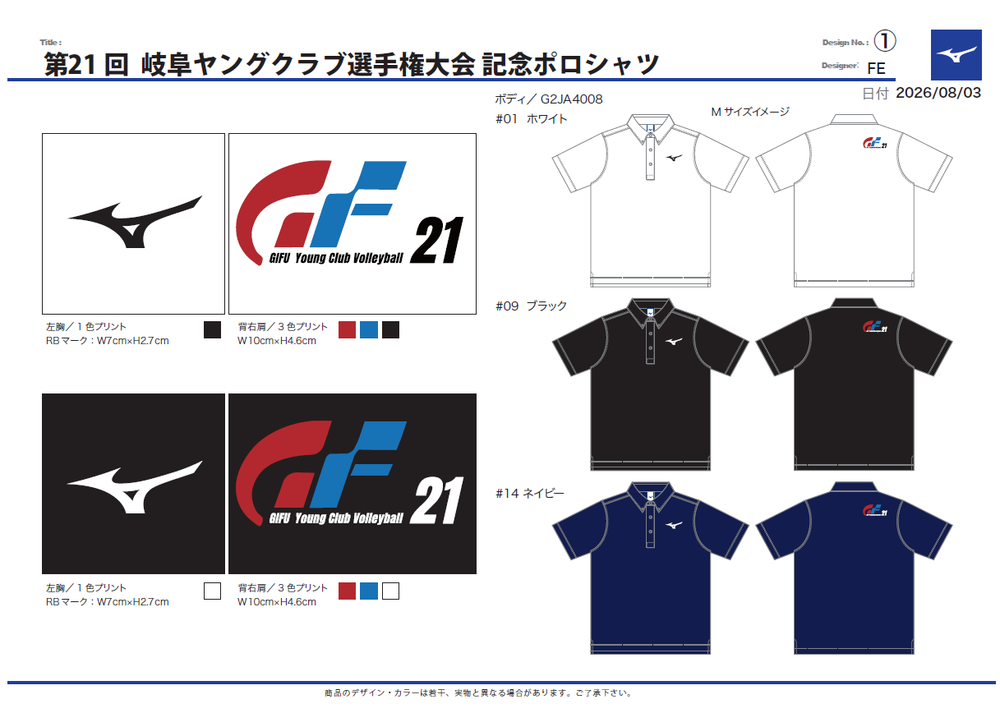 Title :
第21回 岐阜ヤングクラブ選手権大会 記念ポロシャツ
Design No. : ①
Designer: FE
日付 2026/08/03
ボディ／ G2JA4008
#01 ホワイト
M サイズイメージ
21
GIFU Young Club Volleyball
左胸／1色プリント
RBマーク：W7cm×H2.7cm
背右肩／3色プリント
W10cm×H4.6cm
#09 ブラック
21
GIFU Young Club Volleyball
左胸／1色プリント
RBマーク：W7cm×H2.7cm
背右肩／3色プリント
W10cm×H4.6cm
#14 ネイビー
21
21
21
商品のデザイン・カラーは若干、実物と異なる場合があります。ご了承下さい。